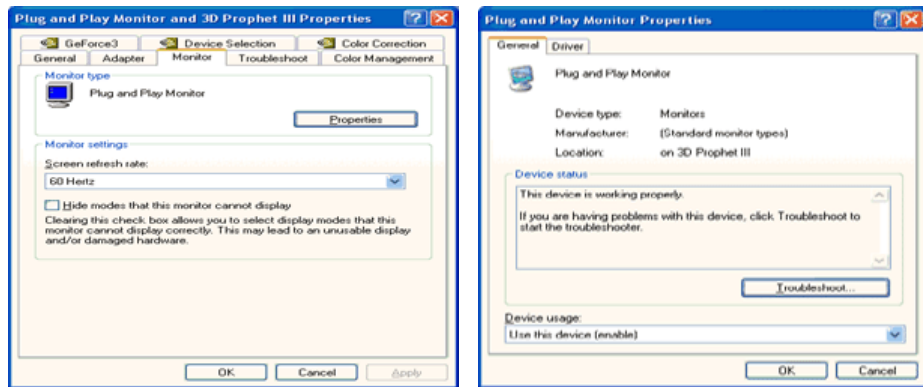 Plug and Play Monitor and 3D Prophet III Properties
GeForce3 Device Selection Color Correction
General Adapter Monitor Troubleshoot Color Management
Monitor type
Plug and Play Monitor
Properties
Monitor settings
Screen refresh rate:
60 Hertz
Hide modes that this monitor cannot display
Clearing this check box allows you to select display modes that this
monitor cannot display correctly. This may lead to an unusable display
and/or damaged hardware.
OK Cancel Apply
Plug and Play Monitor Properties
General Driver
Plug and Play Monitor
Device type: Monitors
Manufacturer: (Standard monitor types)
Location: on 3D Prophet III
Device status
This device is working properly.
If you are having problems with this device, click Troubleshoot to
start the troubleshooter.
Troubleshoot...
Device usage:
Use this device (enable)
OK Cancel